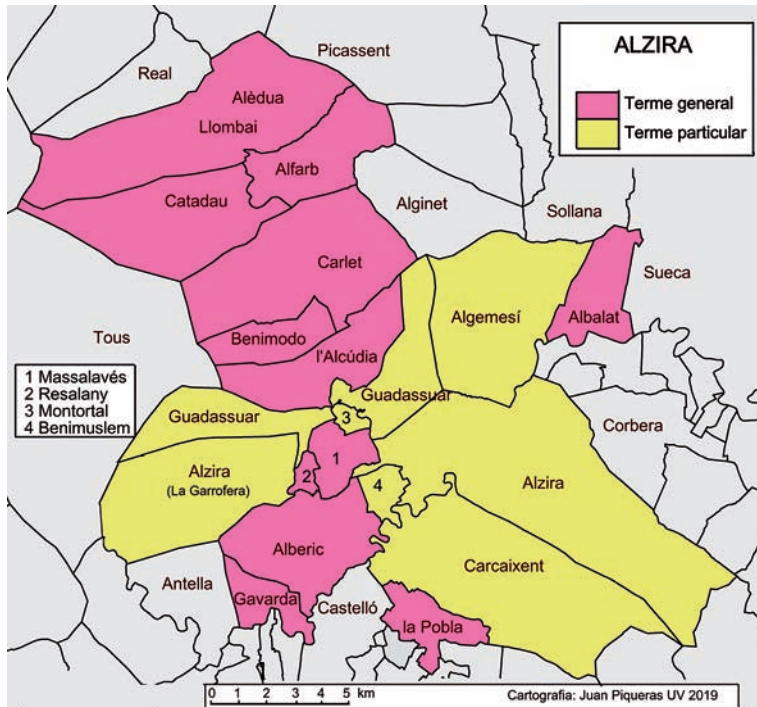 Picassent
Real
ALZIRA
Terme general
Terme particular
Alèdua
Llombai
Alfarb
Catadau
Alginet
Sollana
Carlet
Sueca
Algemesí
Albalat
Tous
Benimodo
l'Alcúdia
1 Massalavés
2 Resalany
3 Montortal
4 Benimuslem
Guadassuar
Guadassuar
3
Corbera
Alzira
(La Garrofera)
2
1
4
Alzira
Alberic
Carcaixent
Antella
Gavarda
Castelló
la Pobla
0 1 2 3 4 5 km
Cartografia: Juan Piqueras UV 2019